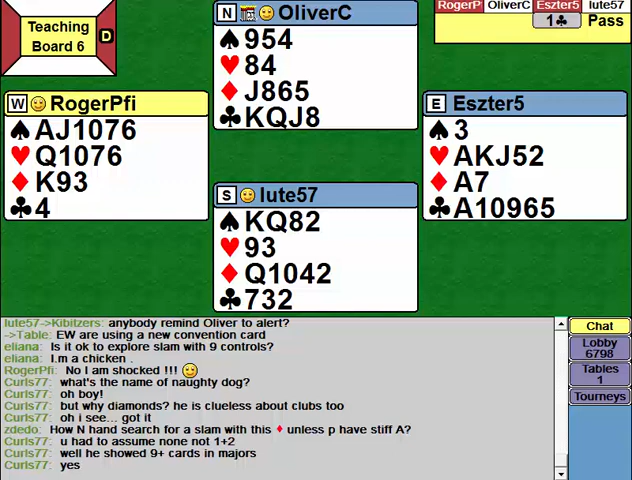 Teaching
Board 6
D
N OliverC
♠954
♥84
♦J865
♣KQJ8
RogerP OliverC Eszter5 lute57
1♣ Pass
W RogerPfi
♠AJ1076
♥Q1076
♦K93
♣4
E Eszter5
♠3
♥AKJ52
♦A7
♣A10965
S lute57
♠KQ82
♥93
♦Q1042
♣732
lute57->Kibitzers: anybody remind Oliver to alert?
->Table: EW are using a new convention card
eliana: Is it ok to explore slam with 9 controls?
eliana: I.m a chicken .
RogerPfi: No I am shocked !!!
Curls77: what's the name of naughty dog?
Curls77: oh boy!
Curls77: but why diamonds? he is clueless about clubs too
Curls77: oh i see... got it
zdedo: How N hand search for a slam with this ♦ unless p have stiff A?
Curls77: u had to assume none not 1+2
Curls77: well he showed 9+ cards in majors
Curls77: yes
Chat
Lobby
6798
Tables
1
Tourneys